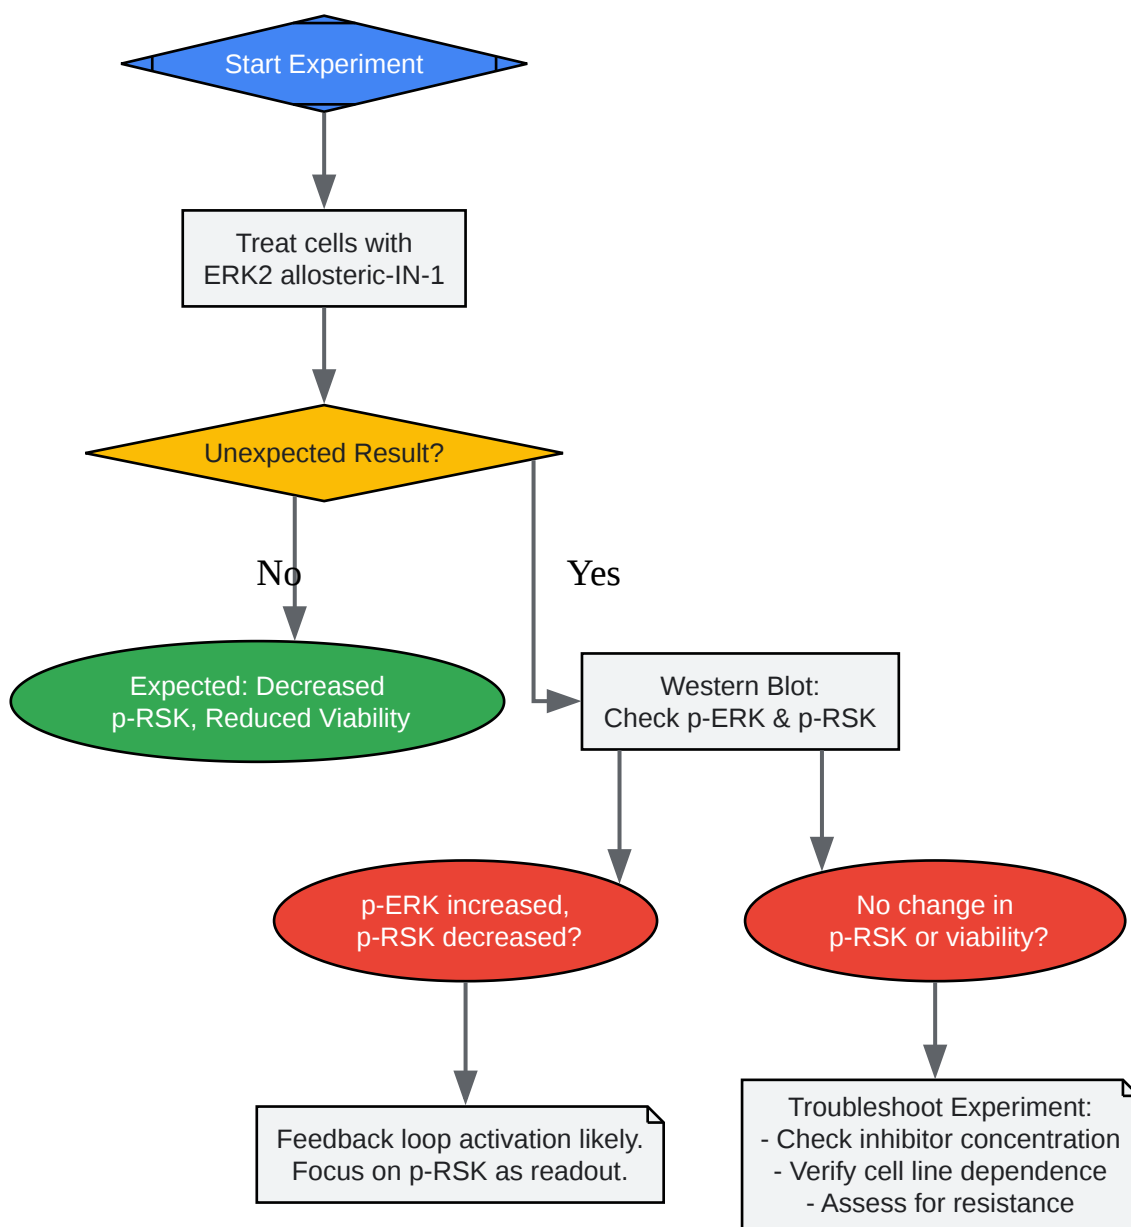 Start Experiment
Treat cells with
ERK2 allosteric-IN-1
Unexpected Result?
No
Yes
Expected: Decreased
p-RSK, Reduced Viability
Western Blot:
Check p-ERK & p-RSK
p-ERK increased,
p-RSK decreased?
No change in
p-RSK or viability?
Feedback loop activation likely.
Focus on p-RSK as readout.
Troubleshoot Experiment:
- Check inhibitor concentration
- Verify cell line dependence
- Assess for resistance